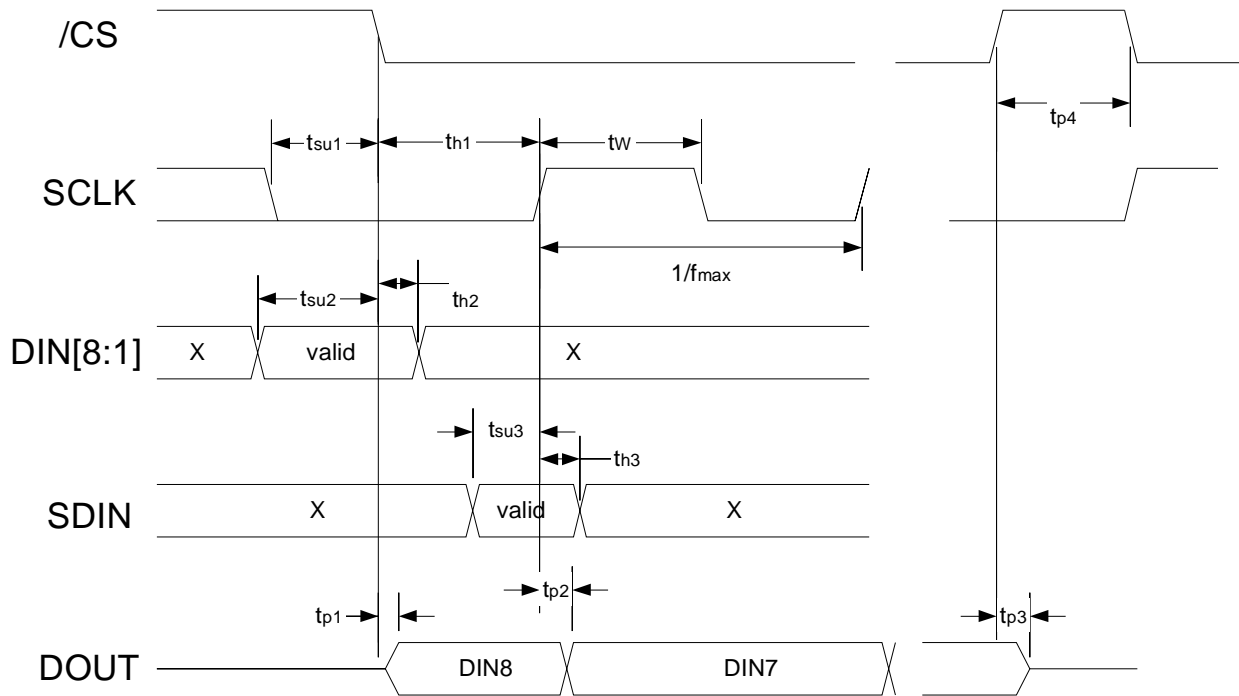 /CS
tp4
tsu1
th1
tW
SCLK
1/fmax
tsu2
th2
DIN[8:1]
X
valid
X
tsu3
th3
SDIN
X
valid
X
tp1
tp2
tp3
DOUT
DIN8
DIN7